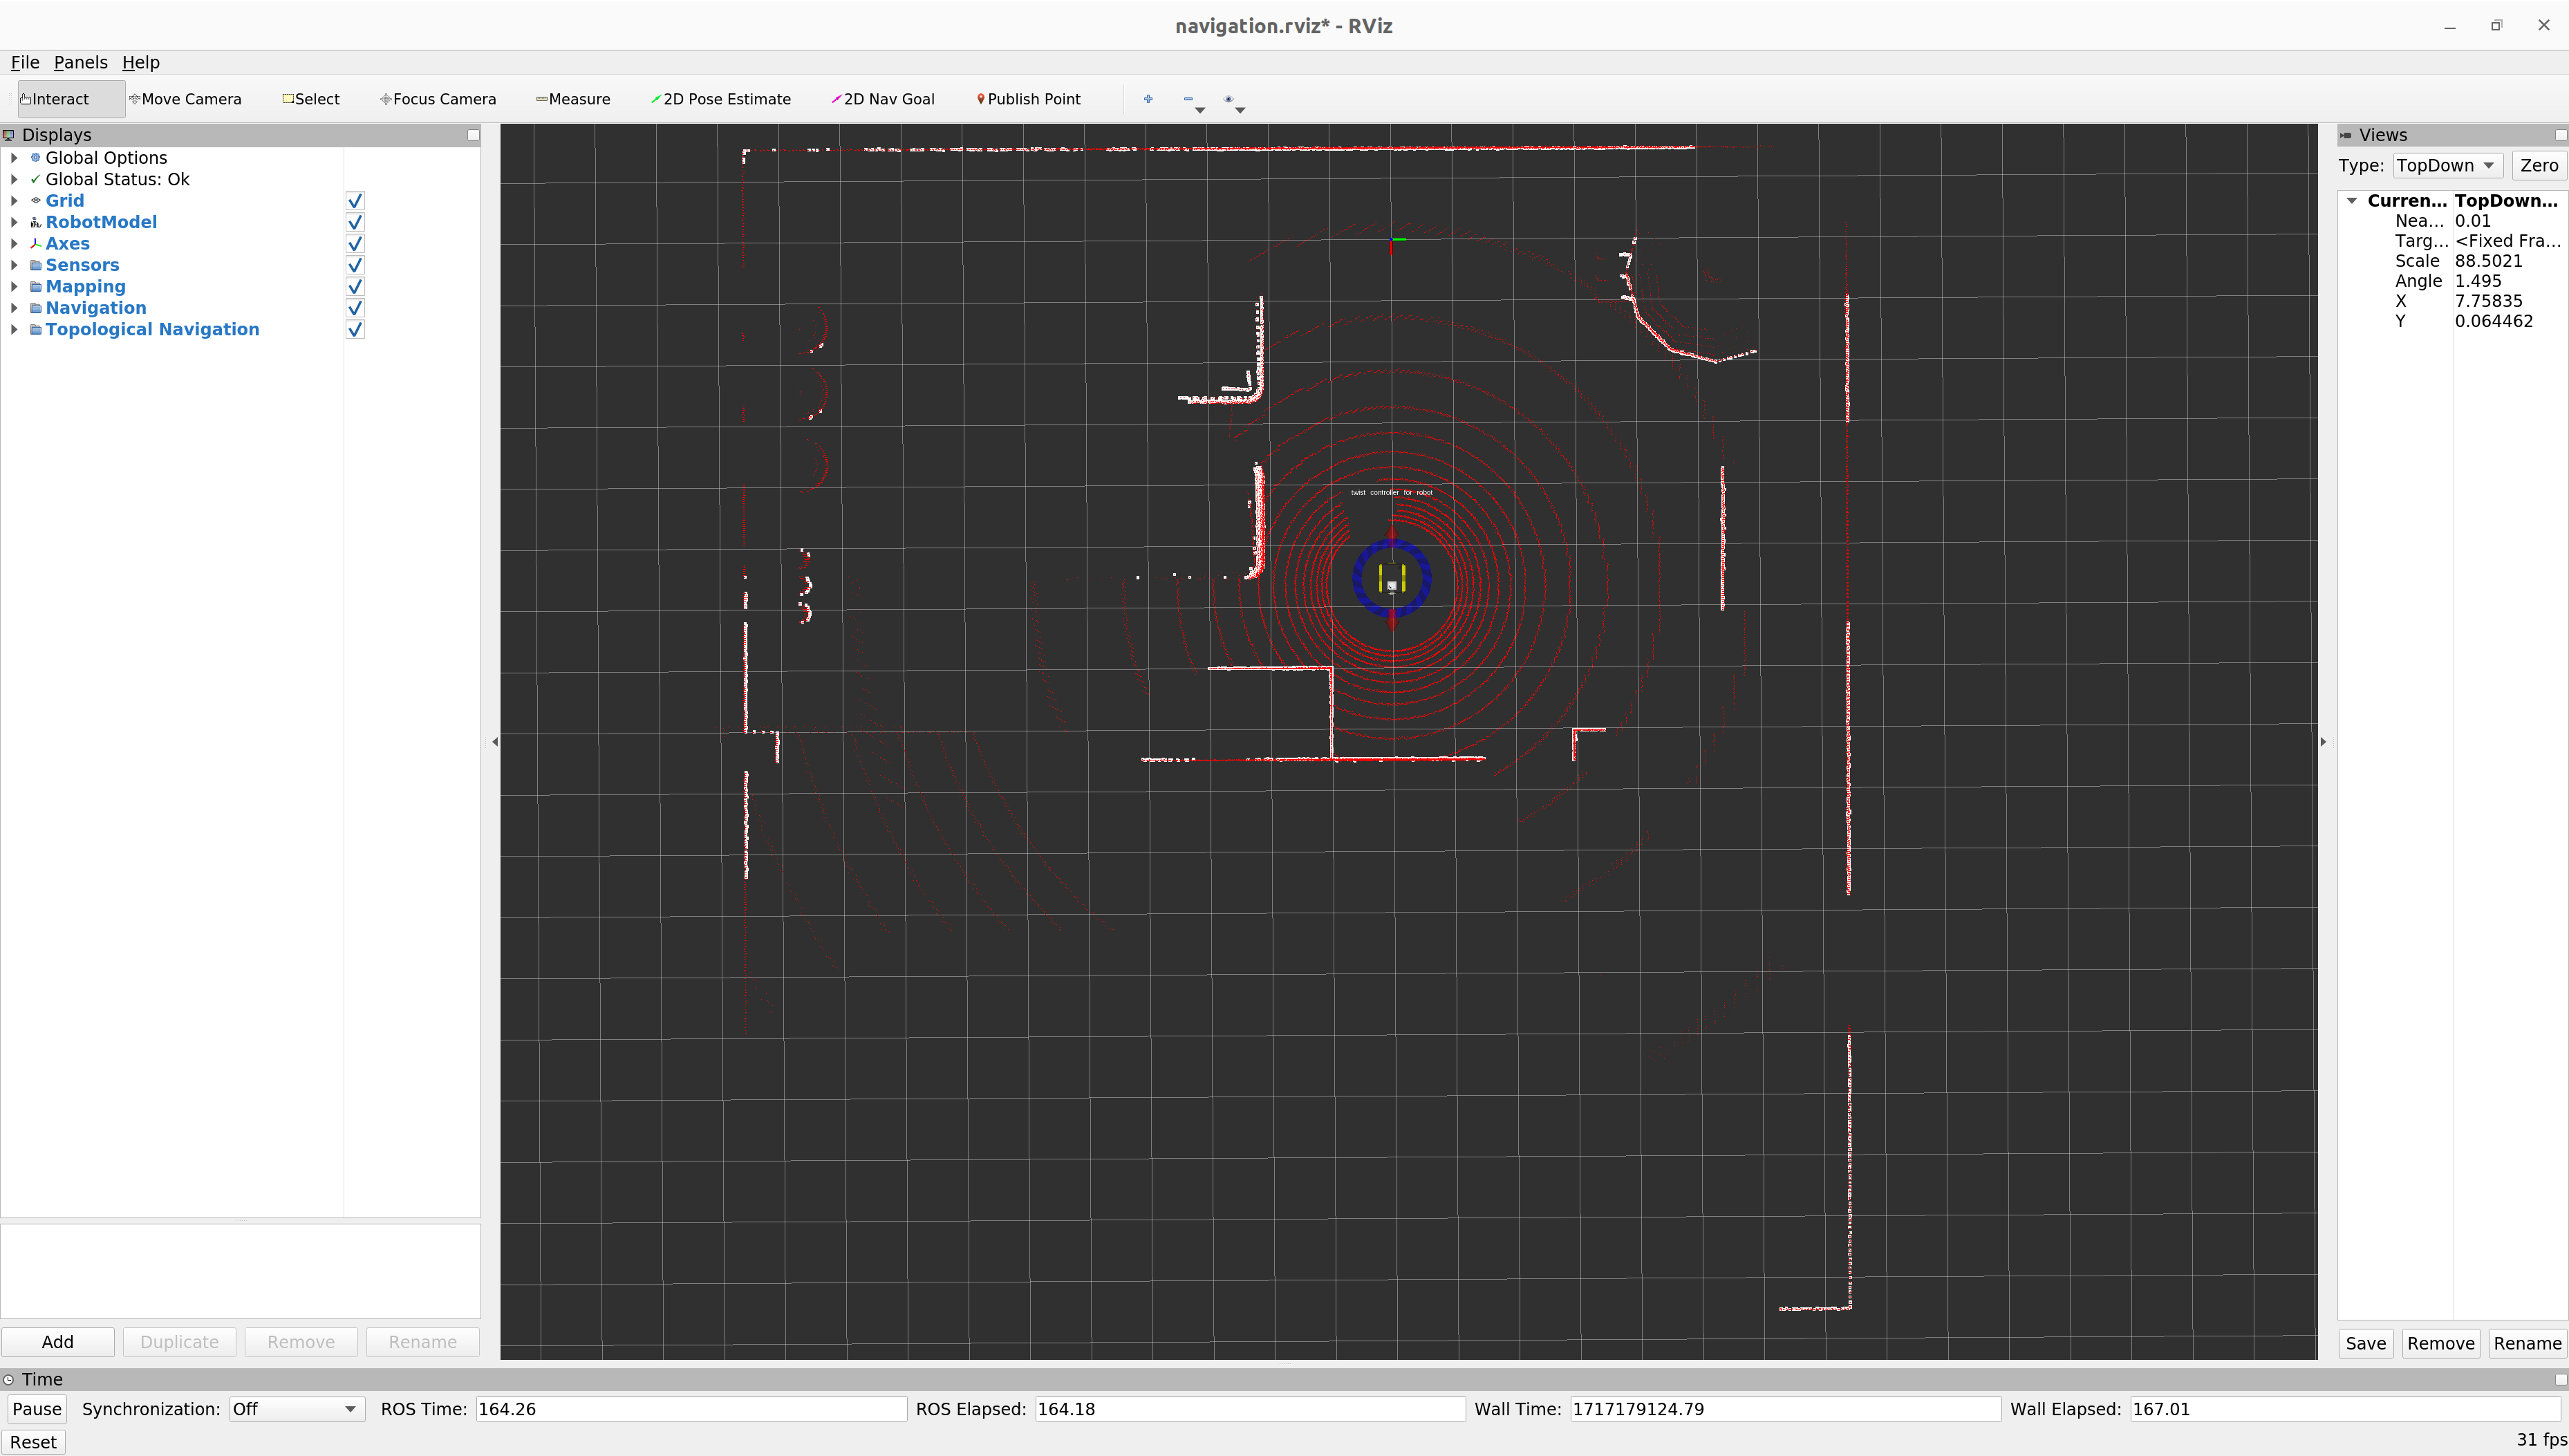 navigation.rviz* - RViz
File Panels Help
Interact Move Camera Select Focus Camera Measure 2D Pose Estimate 2D Nav Goal Publish Point
Displays
Global Options
Global Status: Ok
Grid
RobotModel
Axes
Sensors
Mapping
Navigation
Topological Navigation
Add Duplicate Remove Rename
twist controller for robot
Views
Type: TopDown Zero
Curren... TopDown...
Nea... 0.01
Targ... <Fixed Fra...
Scale 88.5021
Angle 1.495
X 7.75835
Y 0.064462
Save Remove Rename
Time
Pause Synchronization: Off ROS Time: 164.26 ROS Elapsed: 164.18 Wall Time: 1717179124.79 Wall Elapsed: 167.01
Reset 31 fps